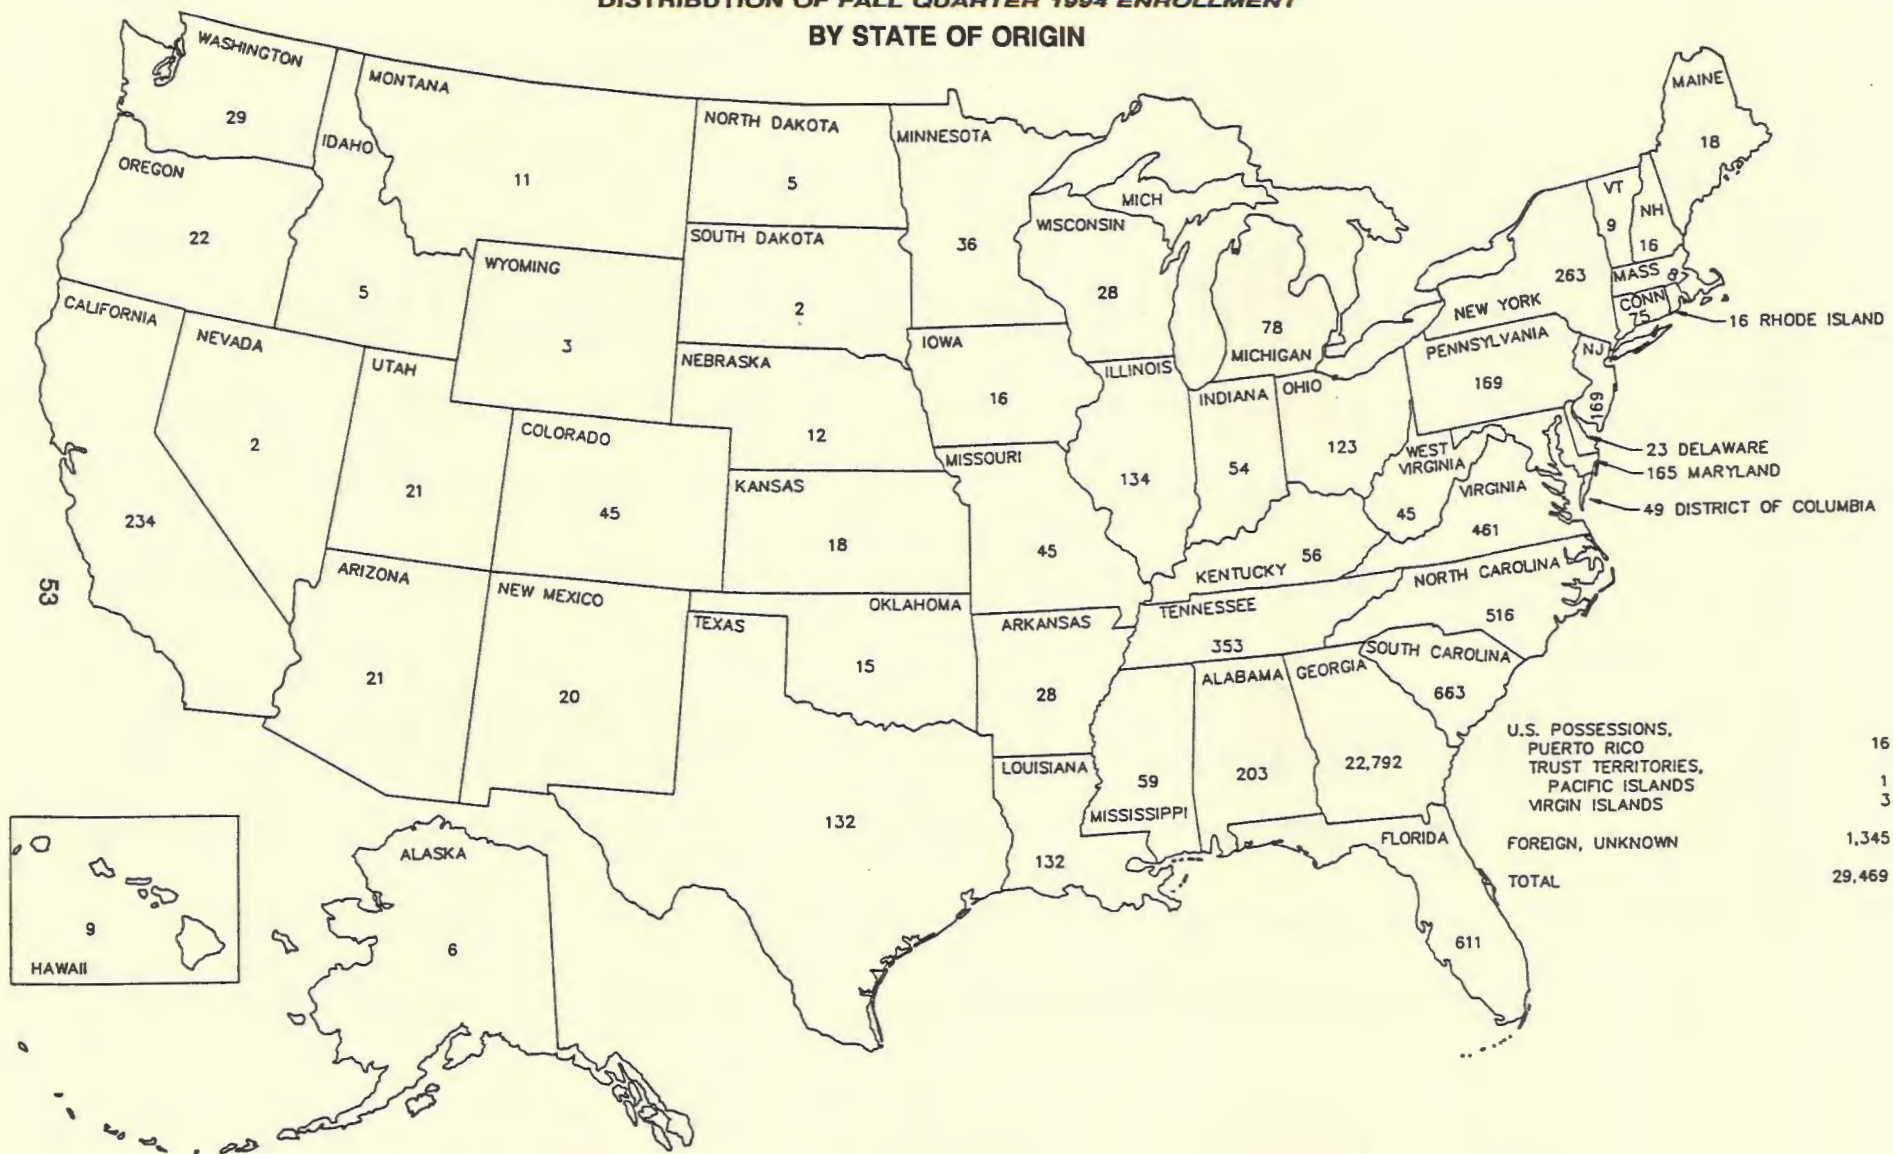 DISTRIBUTION OF FALL QUARTER 1994 ENROLLMENT
BY STATE OF ORIGIN
WASHINGTON
29
OREGON
22
CALIFORNIA
234
NEVADA
2
IDAHO
5
MONTANA
11
WYOMING
3
UTAH
21
COLORADO
45
ARIZONA
21
NEW MEXICO
20
NORTH DAKOTA
5
SOUTH DAKOTA
2
NEBRASKA
12
KANSAS
18
OKLAHOMA
15
TEXAS
132
MINNESOTA
36
IOWA
16
MISSOURI
45
ARKANSAS
28
LOUISIANA
132
WISCONSIN
28
MICH
78
MICHIGAN
ILLINOIS
134
INDIANA
54
OHIO
123
KENTUCKY 56
TENNESSEE
353
59
MISSISSIPPI
ALABAMA
203
GEORGIA
22,792
FLORIDA
611
SOUTH CAROLINA
663
NORTH CAROLINA
516
VIRGINIA
461
WEST
VIRGINIA
45
PENNSYLVANIA
169
263
NEW YORK
NJ
169
VT
9
NH
16
MAINE
18
MASS 87
CONN
75
16 RHODE ISLAND
23 DELAWARE
165 MARYLAND
49 DISTRICT OF COLUMBIA
ALASKA
6
9
HAWAII
U.S. POSSESSIONS,
PUERTO RICO 16
TRUST TERRITORIES,
PACIFIC ISLANDS 1
VIRGIN ISLANDS 3
FOREIGN, UNKNOWN 1,345
TOTAL 29,469
53